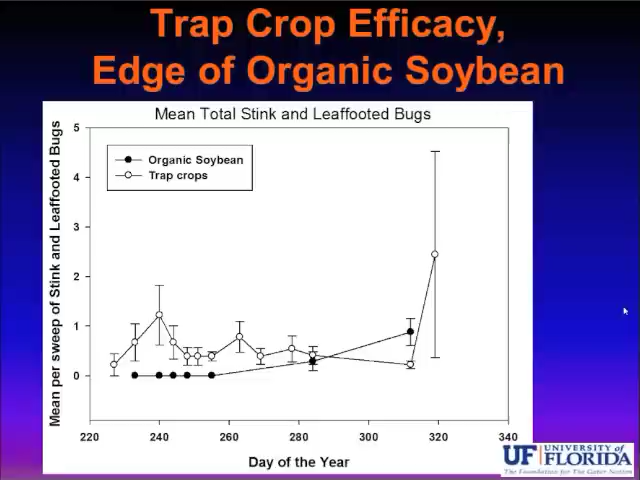 Trap Crop Efficacy,
Edge of Organic Soybean
Mean Total Stink and Leaffooted Bugs
Mean per sweep of Stink and Leaffooted Bugs
5
4
3
2
1
0
Organic Soybean
Trap crops
220 240 260 280 300 320 340
Day of the Year
UF UNIVERSITY of
FLORIDA
The Foundation for The Gator Nation